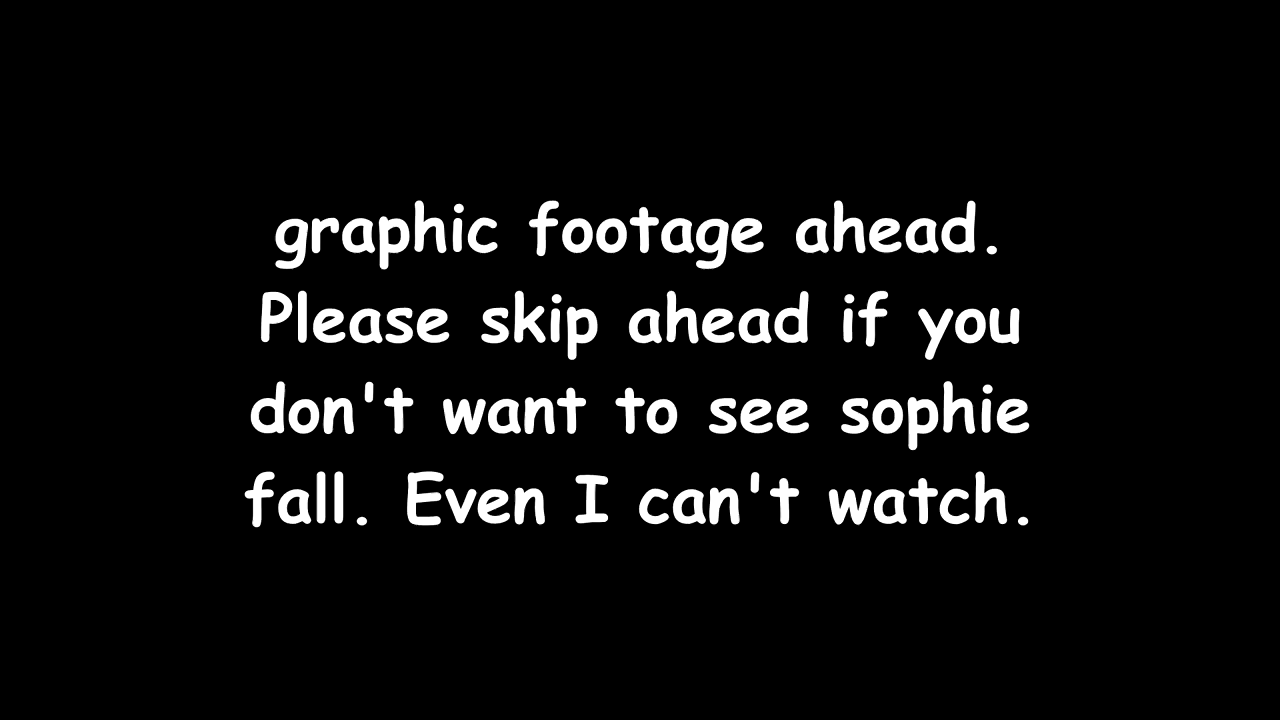 graphic footage ahead.
Please skip ahead if you
don't want to see sophie
fall. Even I can't watch.